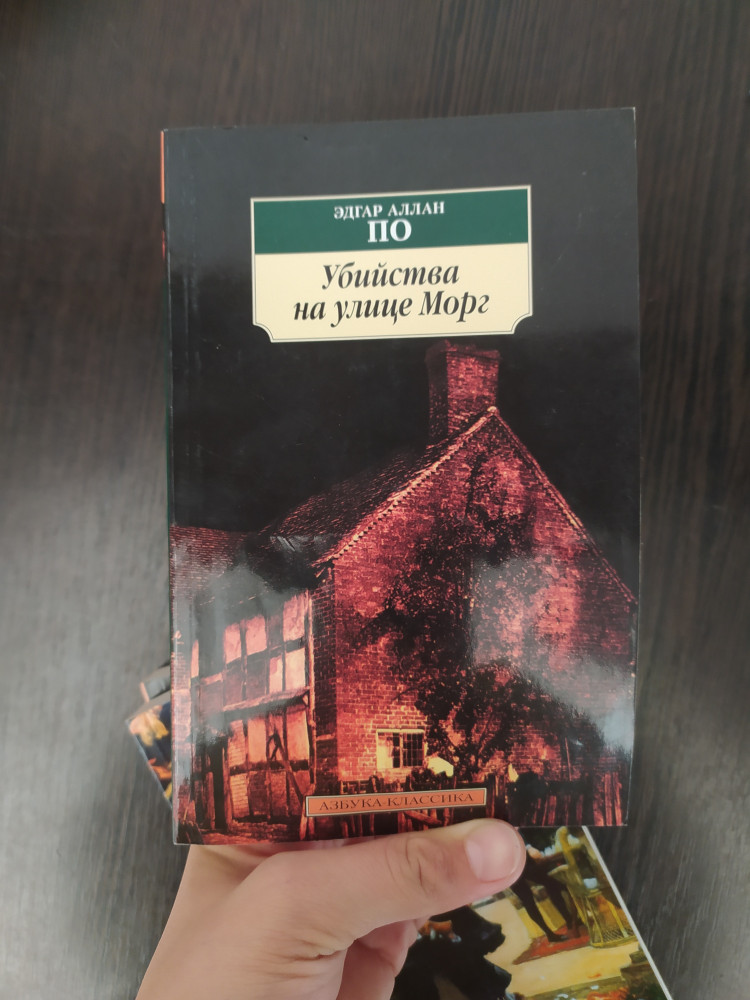 ЭДГАР АЛЛАН
ПО
Убийства
на улице Морг
АЗБУКА-КЛАССИКА